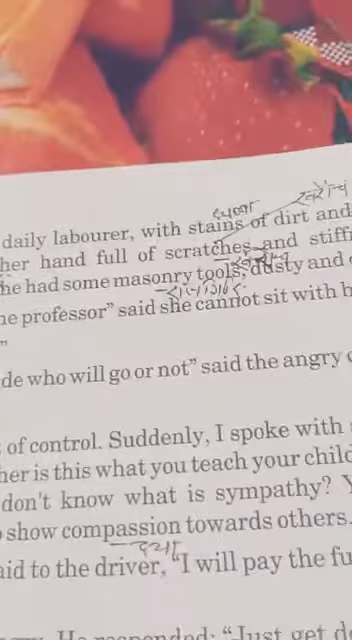 daily labourer, with stains of dirt and
her hand full of scratches and stiff
he had some masonry tools, dusty and
ne professor" said she cannot sit with h
"
de who will go or not" said the angry
of control. Suddenly, I spoke with
her is this what you teach your child
don't know what is sympathy? Y
show compassion towards others.
दया
aid to the driver, "I will pay the fu
He responded: "Just get d